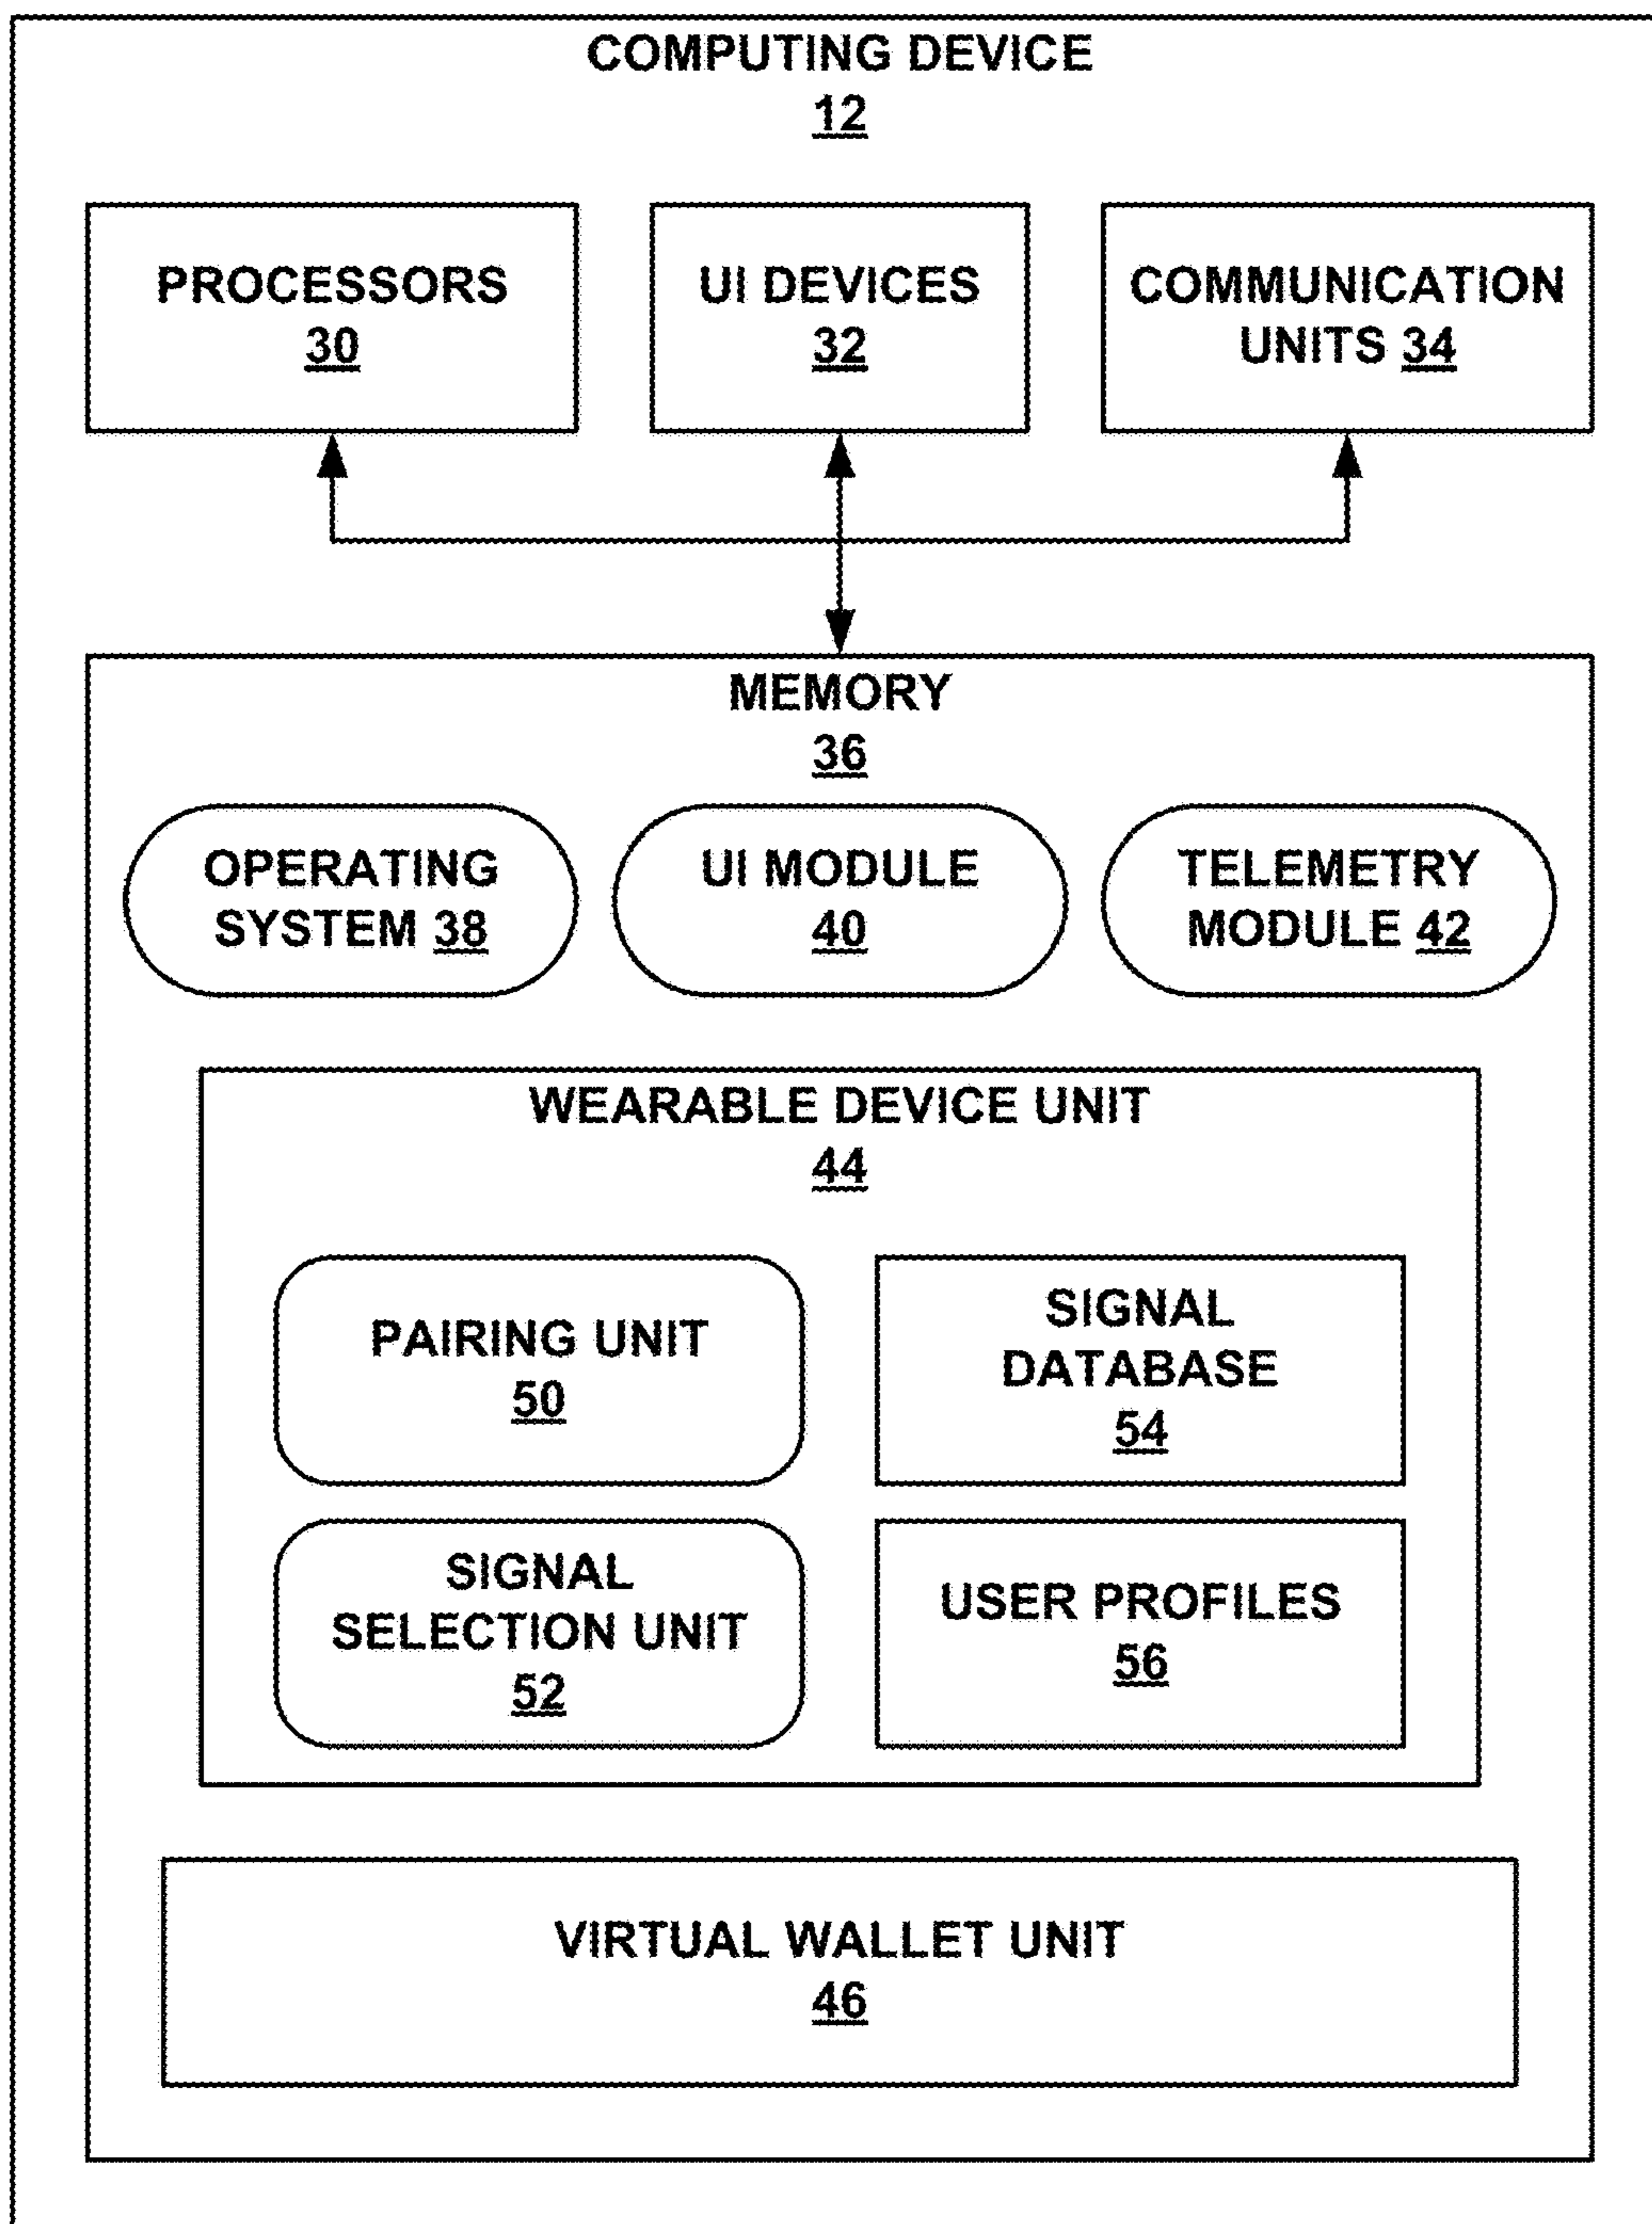 COMPUTING DEVICE
12
PROCESSORS
30
UI DEVICES
32
COMMUNICATION
UNITS 34
MEMORY
36
OPERATING
SYSTEM 38
UI MODULE
40
TELEMETRY
MODULE 42
WEARABLE DEVICE UNIT
44
PAIRING UNIT
50
SIGNAL
DATABASE
54
SIGNAL
SELECTION UNIT
52
USER PROFILES
56
VIRTUAL WALLET UNIT
46